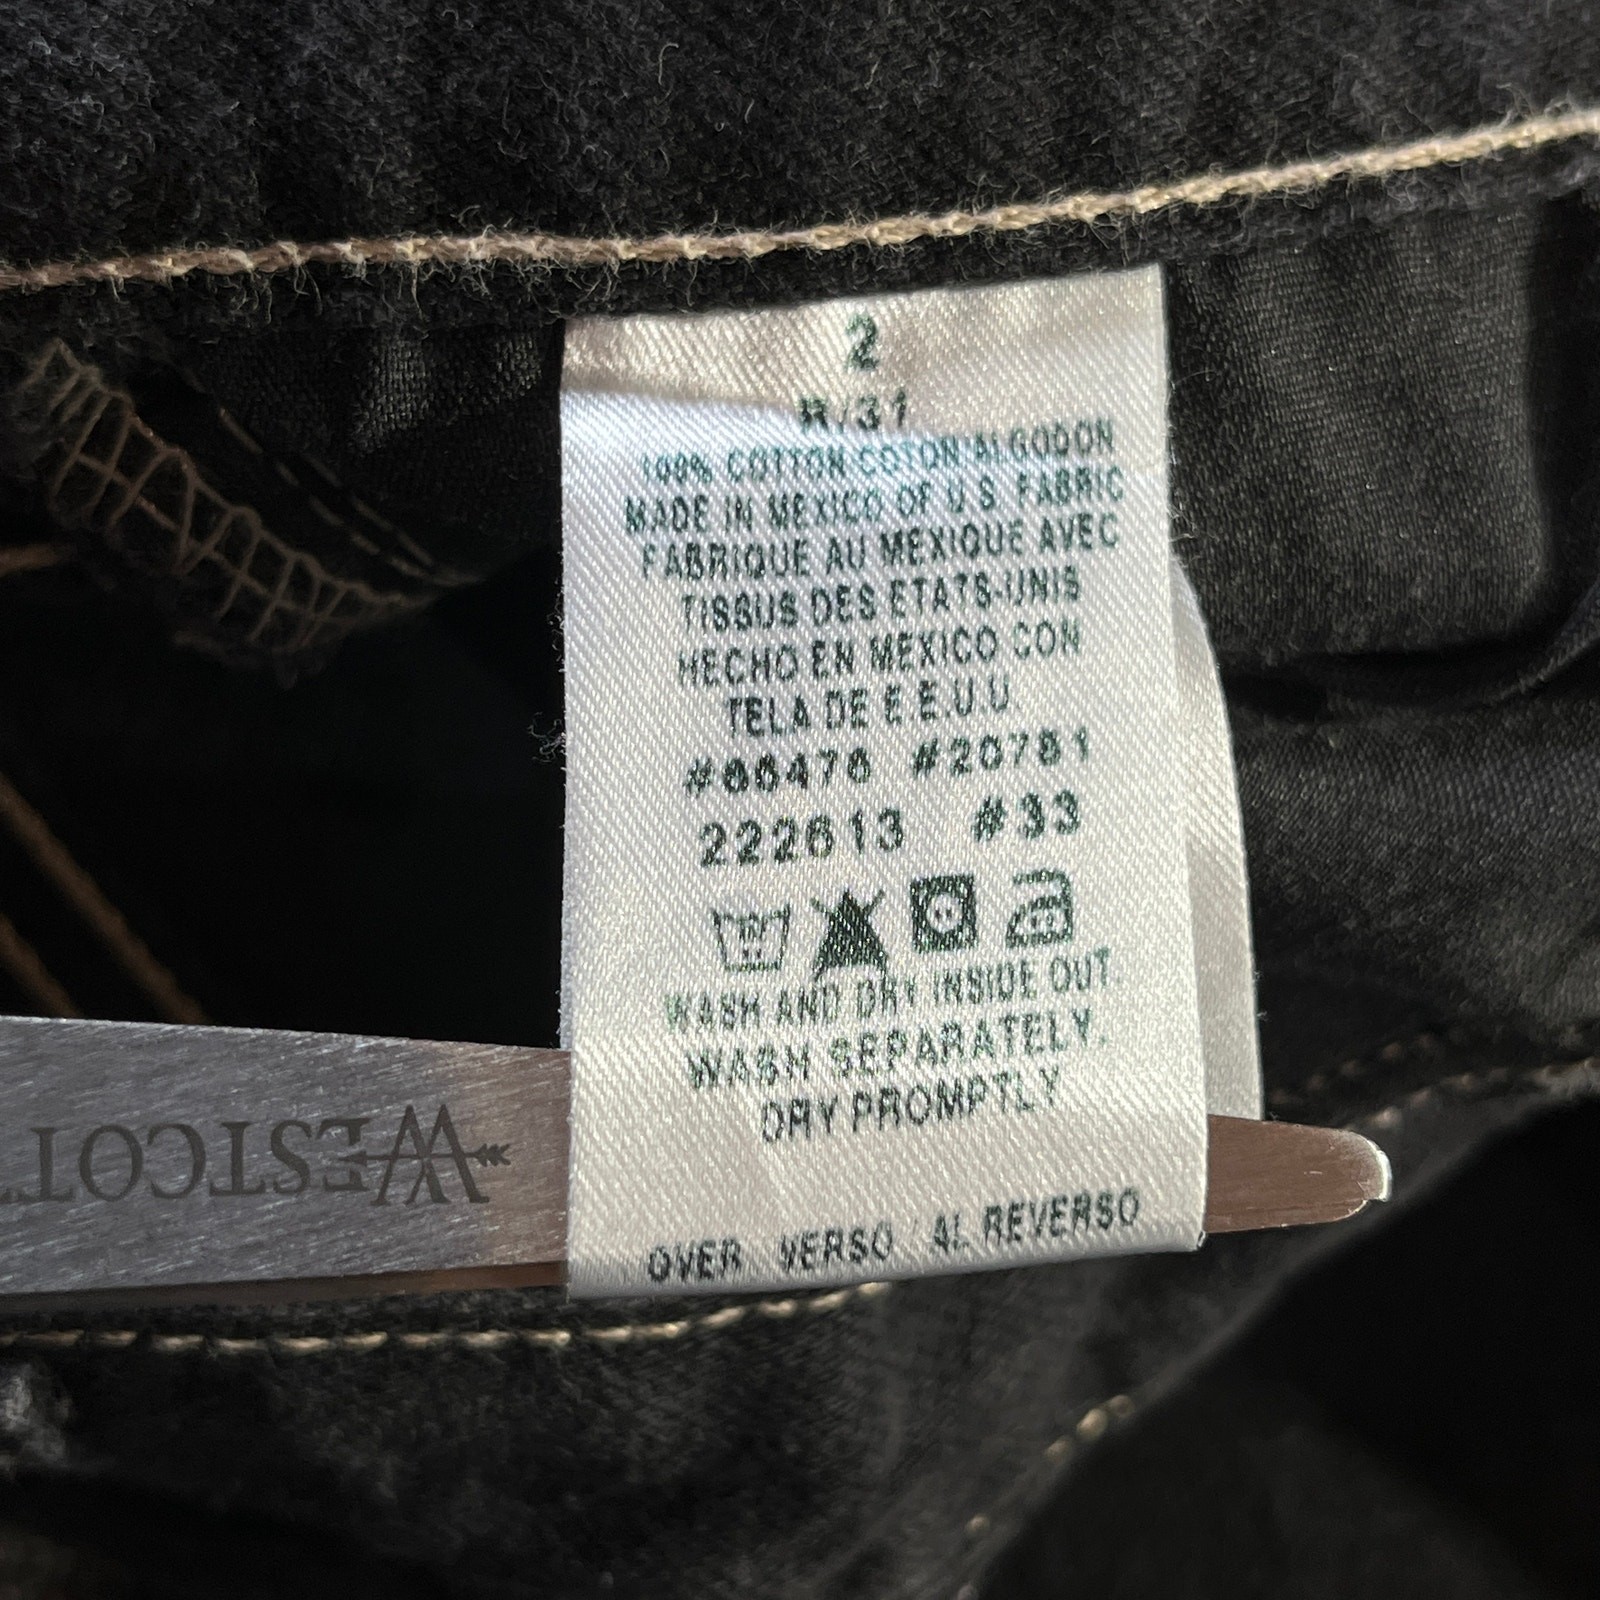 2
R/31
100% COTTON COTON ALGODON
MADE IN MEXICO OF U.S. FABRIC
FABRIQUE AU MEXIQUE AVEC
TISSUS DES ETATS-UNIS
HECHO EN MEXICO CON
TELA DE E.E.U.U
#86476 #20781
222613 #33
WASH AND DRY INSIDE OUT.
WASH SEPARATELY.
DRY PROMPTLY
OVER VERSO / AL REVERSO
WESTCOTT